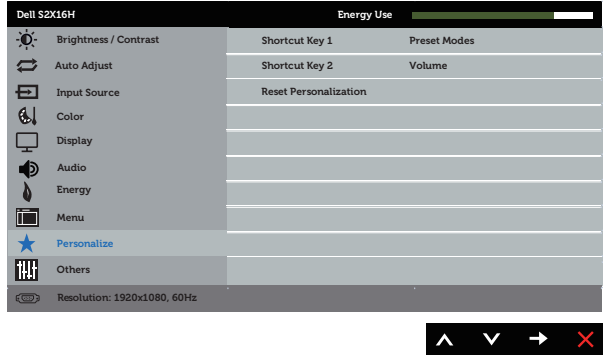 Dell S2X16H Energy Use
Brightness / Contrast Shortcut Key 1 Preset Modes
Auto Adjust Shortcut Key 2 Volume
Input Source Reset Personalization
Color
Display
Audio
Energy
Menu
Personalize
Others
Resolution: 1920x1080, 60Hz